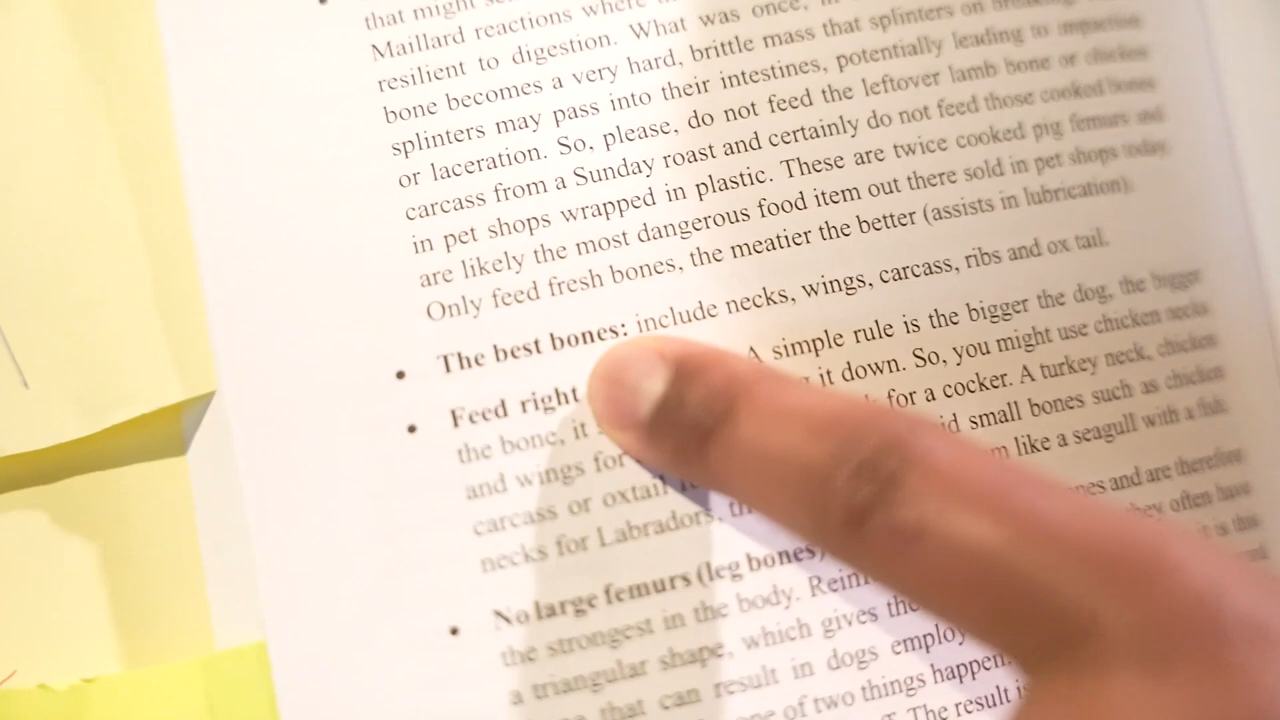 that might
Maillard reactions where
resilient to digestion. What was once,
bone becomes a very hard, brittle mass that splinters on
splinters may pass into their intestines, potentially leading to impaction
or laceration. So, please, do not feed the leftover lamb bone or chicken
carcass from a Sunday roast and certainly do not feed those cooked bones
in pet shops wrapped in plastic. These are twice cooked pig femurs and
are likely the most dangerous food item out there sold in pet shops today.
Only feed fresh bones, the meatier the better (assists in lubrication).
• The best bones: include necks, wings, carcass, ribs and ox tail.
• Feed right A simple rule is the bigger the dog, the bigger
the bone, it it down. So, you might use chicken necks
and wings for for a cocker. A turkey neck, chicken
carcass or oxtail small bones such as chicken
necks for Labradors, like a seagull with a fish.
• No large femurs (leg bones) and are therefore
the strongest in the body. they often have
a triangular shape, which gives the it is this
that can result in dogs
one of two things happen.
The result is